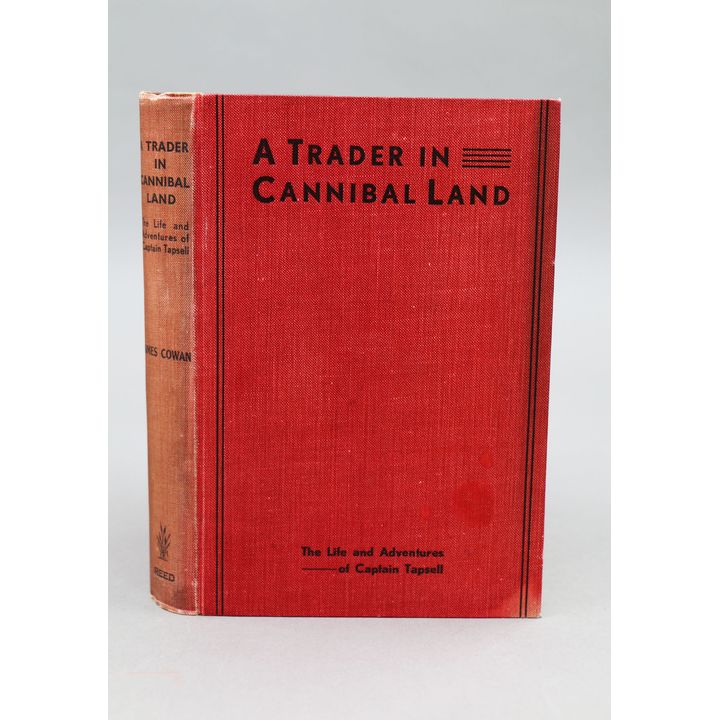 A TRADER IN
CANNIBAL LAND
The Life and Adventures
of Captain Tapsell
A TRADER
IN
CANNIBAL
LAND
The Life and
Adventures of
Captain Tapsell
JAMES COWAN
REED